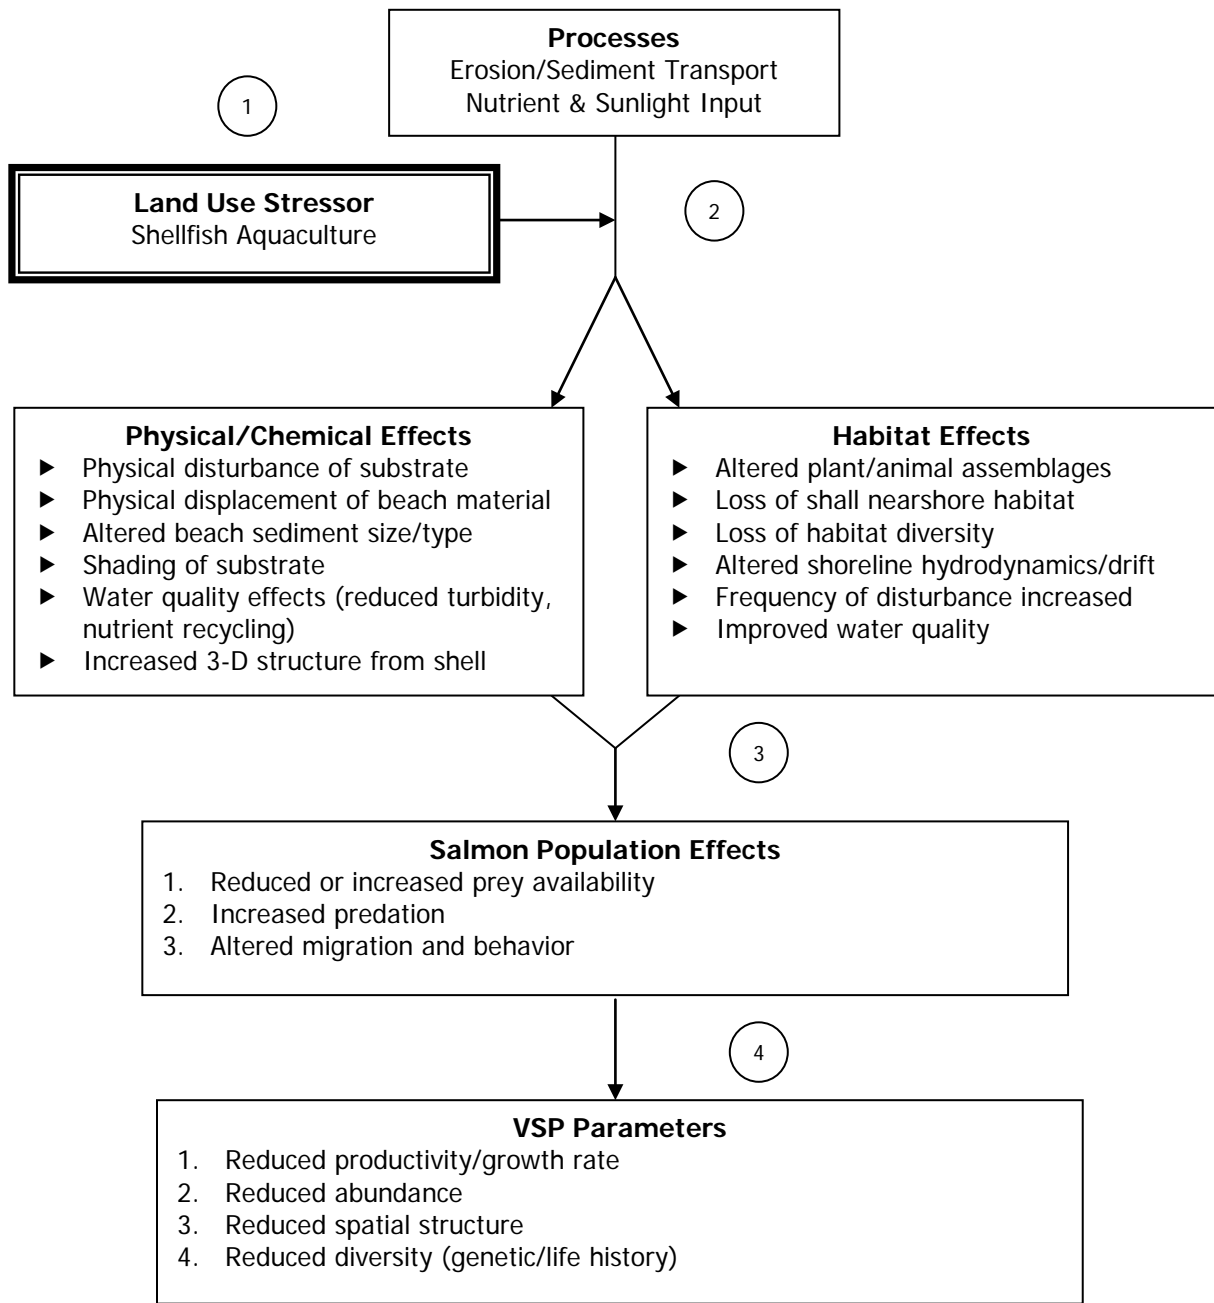 Processes
Erosion/Sediment Transport
Nutrient & Sunlight Input
1
Land Use Stressor
Shellfish Aquaculture
2
Physical/Chemical Effects
► Physical disturbance of substrate
► Physical displacement of beach material
► Altered beach sediment size/type
► Shading of substrate
► Water quality effects (reduced turbidity,
nutrient recycling)
► Increased 3-D structure from shell
Habitat Effects
► Altered plant/animal assemblages
► Loss of shall nearshore habitat
► Loss of habitat diversity
► Altered shoreline hydrodynamics/drift
► Frequency of disturbance increased
► Improved water quality
3
Salmon Population Effects
1. Reduced or increased prey availability
2. Increased predation
3. Altered migration and behavior
4
VSP Parameters
1. Reduced productivity/growth rate
2. Reduced abundance
3. Reduced spatial structure
4. Reduced diversity (genetic/life history)